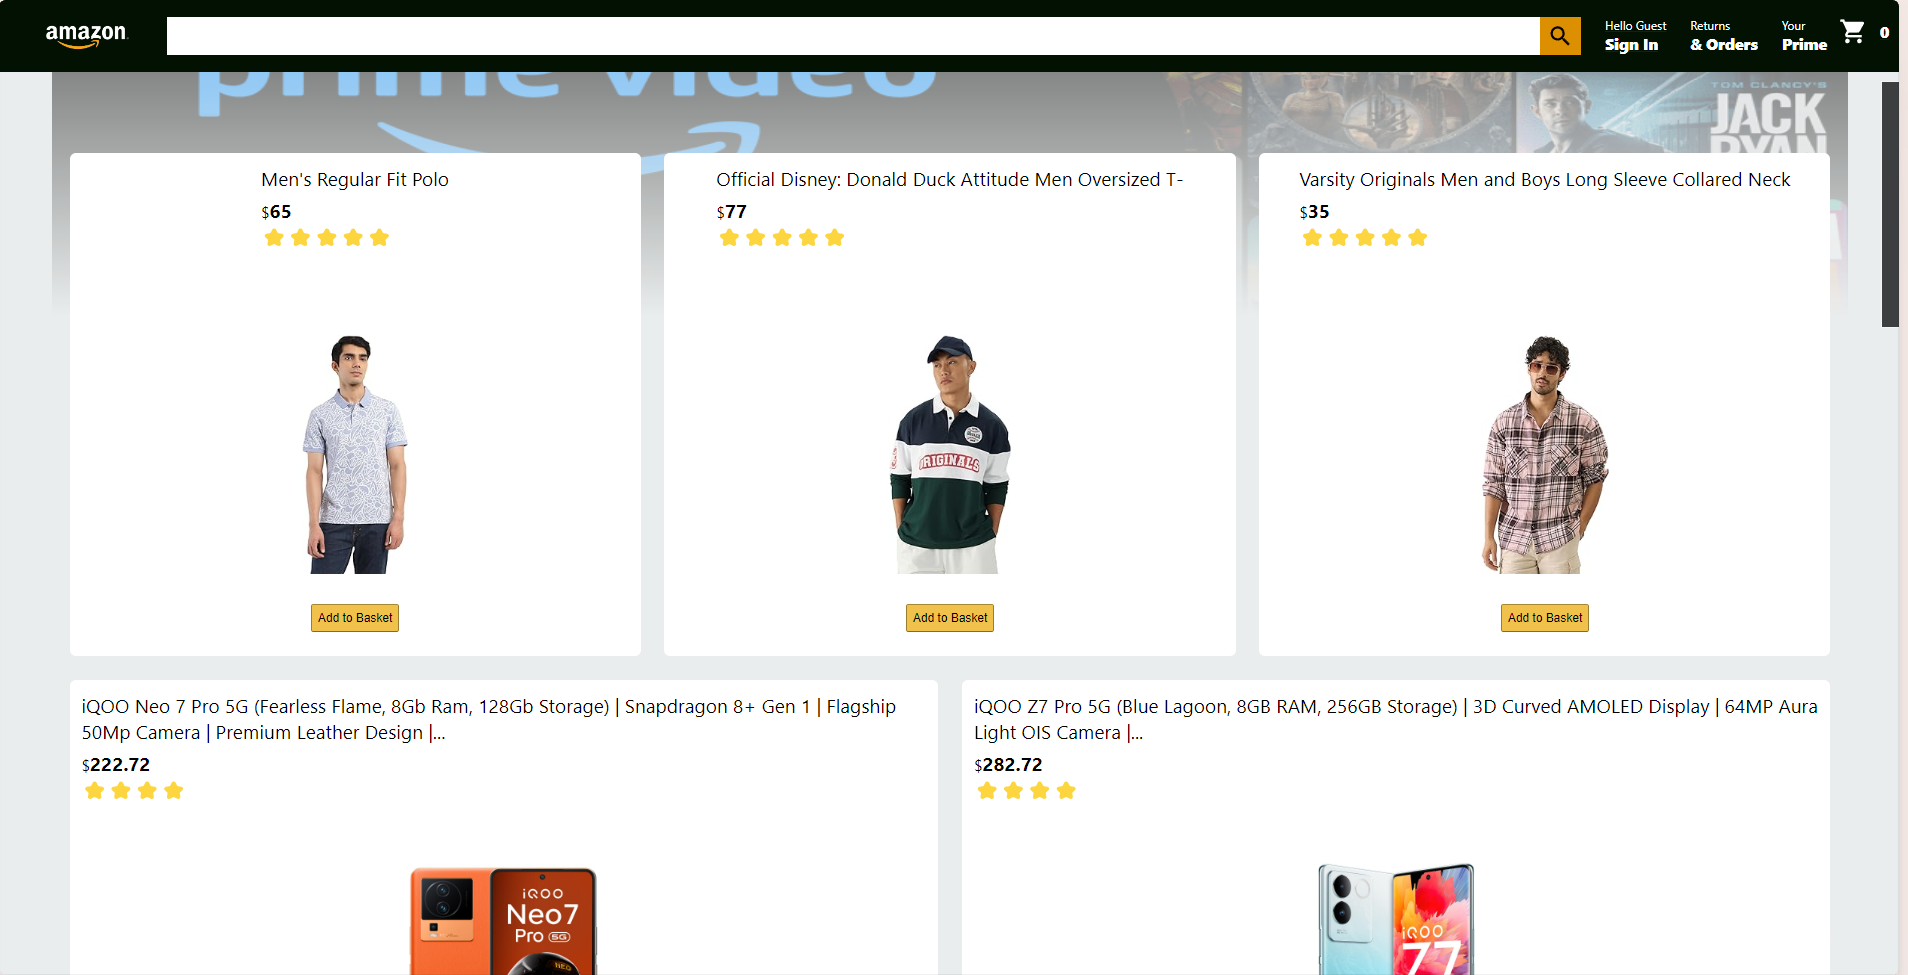 amazon
Hello Guest
Sign In
Returns
& Orders
Your
Prime
0
prime video
TOM CLANCY'S
JACK
RYAN
Men's Regular Fit Polo
$65
Official Disney: Donald Duck Attitude Men Oversized T-
$77
Varsity Originals Men and Boys Long Sleeve Collared Neck
$35
ORIGINALS
Add to Basket
Add to Basket
Add to Basket
iQOO Neo 7 Pro 5G (Fearless Flame, 8Gb Ram, 128Gb Storage) | Snapdragon 8+ Gen 1 | Flagship
50Mp Camera | Premium Leather Design |...
$222.72
iQOO Z7 Pro 5G (Blue Lagoon, 8GB RAM, 256GB Storage) | 3D Curved AMOLED Display | 64MP Aura
Light OIS Camera |...
$282.72
iQOO
Neo7
Pro 5G
NEO
iQOO
Z7